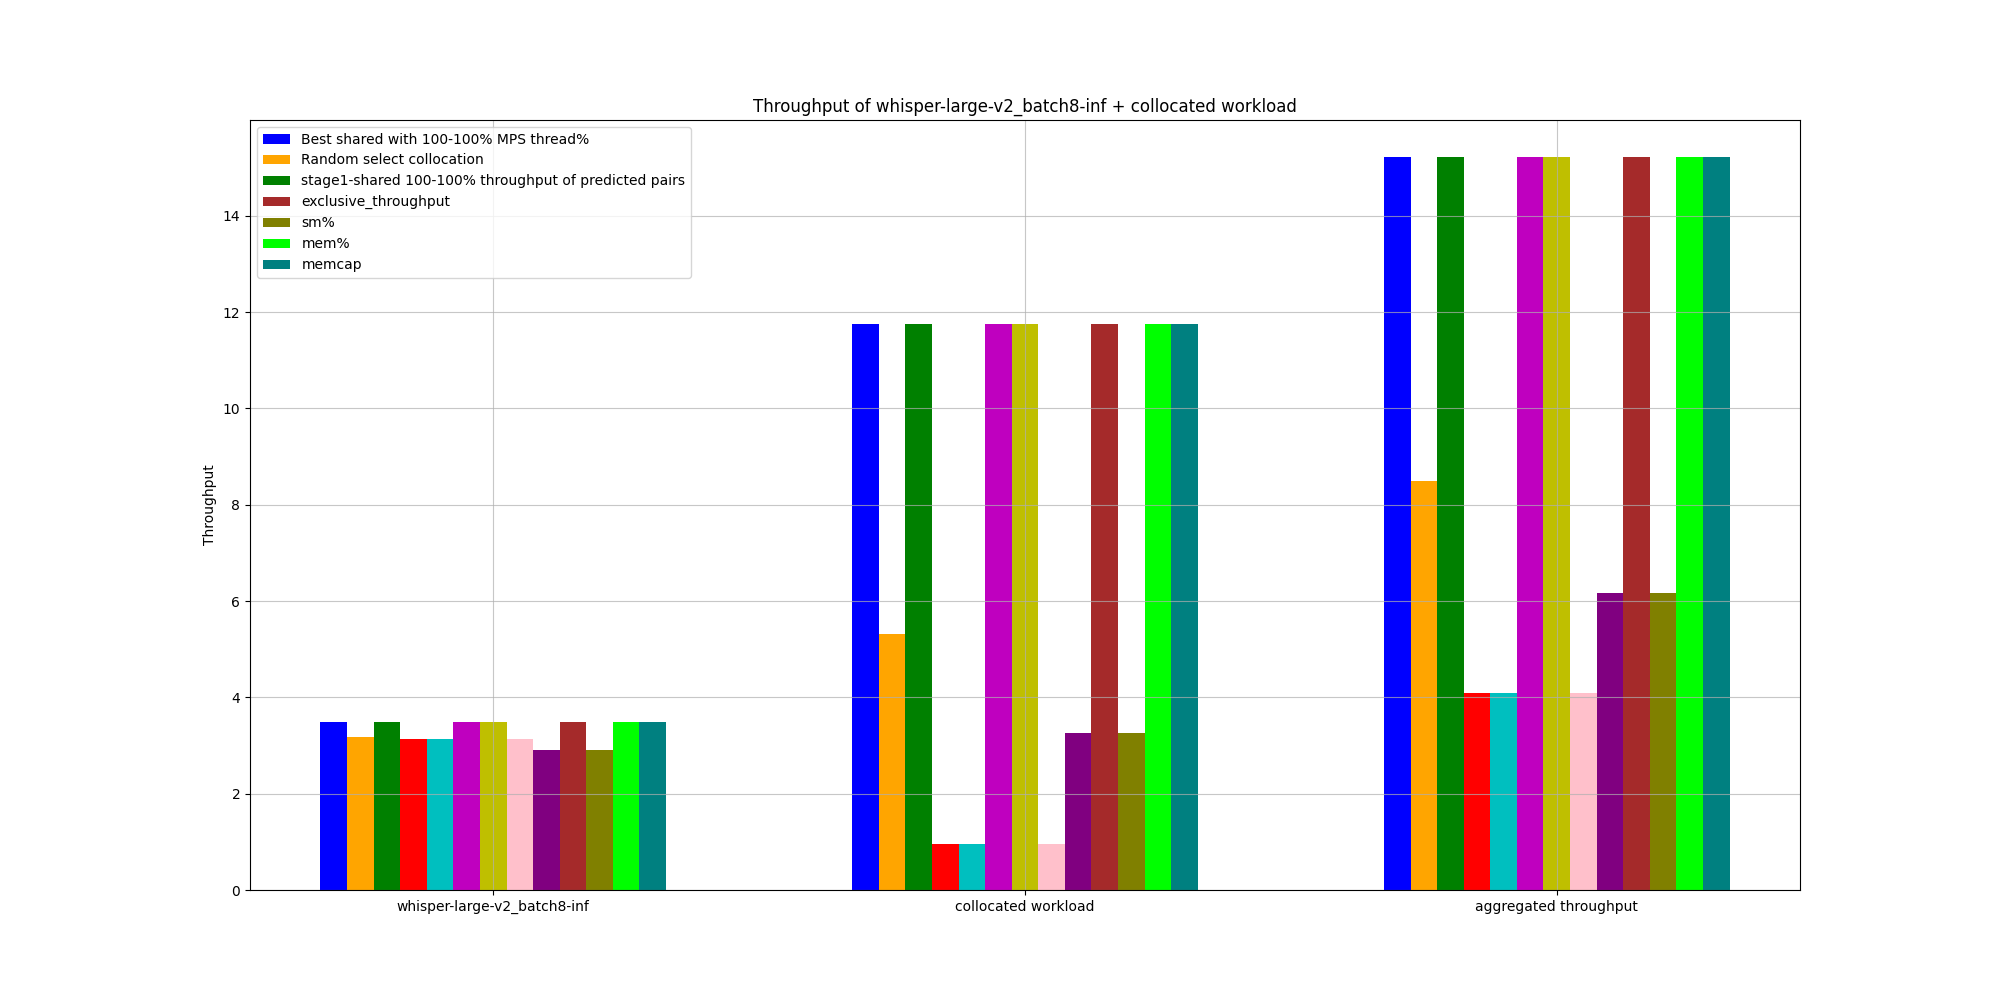 Throughput of whisper-large-v2_batch8-inf + collocated workload
Best shared with 100-100% MPS thread%
Random select collocation
stage1-shared 100-100% throughput of predicted pairs
exclusive_throughput
sm%
mem%
memcap
Throughput
14
12
10
8
6
4
2
0
whisper-large-v2_batch8-inf
collocated workload
aggregated throughput